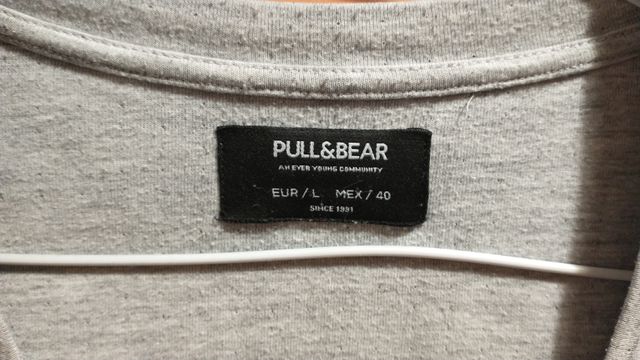 PULL&BEAR
AN EVER YOUNG COMMUNITY
EUR / L MEX / 40
SINCE 1991